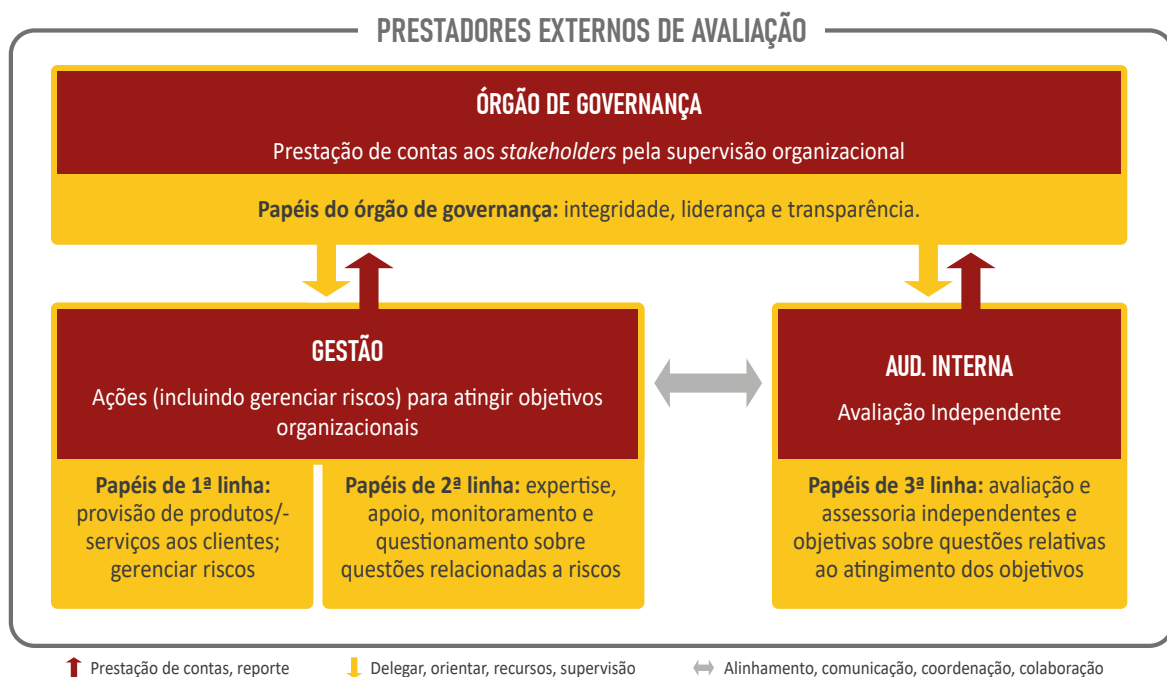 PRESTADORES EXTERNOS DE AVALIAÇÃO
ÓRGÃO DE GOVERNANÇA
Prestação de contas aos stakeholders pela supervisão organizacional
Papéis do órgão de governança: integridade, liderança e transparência.
GESTÃO
Ações (incluindo gerenciar riscos) para atingir objetivos
organizacionais
Papéis de 1ª linha:
provisão de produtos/-
serviços aos clientes;
gerenciar riscos
Papéis de 2ª linha: expertise,
apoio, monitoramento e
questionamento sobre
questões relacionadas a riscos
AUD. INTERNA
Avaliação Independente
Papéis de 3ª linha: avaliação e
assessoria independentes e
objetivas sobre questões relativas
ao atingimento dos objetivos
Prestação de contas, reporte
Delegar, orientar, recursos, supervisão
Alinhamento, comunicação, coordenação, colaboração